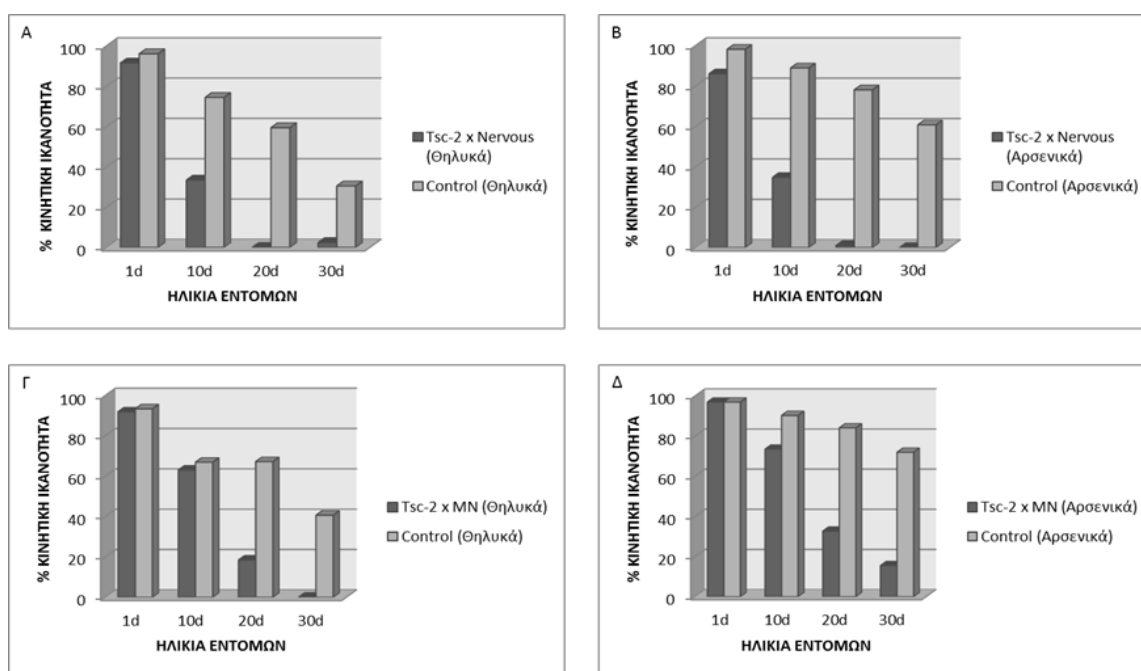 Α
100
80
60
40
20
0
% ΚΙΝΗΤΙΚΗ ΙΚΑΝΟΤΗΤΑ
1d 10d 20d 30d
ΗΛΙΚΙΑ ΕΝΤΟΜΩΝ
Tsc-2 x Nervous
(Θηλυκά)
Control (Θηλυκά)
Β
100
80
60
40
20
0
% ΚΙΝΗΤΙΚΗ ΙΚΑΝΟΤΗΤΑ
1d 10d 20d 30d
ΗΛΙΚΙΑ ΕΝΤΟΜΩΝ
Tsc-2 x Nervous
(Αρσενικά)
Control (Αρσενικά)
Γ
100
80
60
40
20
0
% ΚΙΝΗΤΙΚΗ ΙΚΑΝΟΤΗΤΑ
1d 10d 20d 30d
ΗΛΙΚΙΑ ΕΝΤΟΜΩΝ
Tsc-2 x MN (Θηλυκά)
Control (Θηλυκά)
Δ
100
80
60
40
20
0
% ΚΙΝΗΤΙΚΗ ΙΚΑΝΟΤΗΤΑ
1d 10d 20d 30d
ΗΛΙΚΙΑ ΕΝΤΟΜΩΝ
Tsc-2 x MN (Αρσενικά)
Control (Αρσενικά)